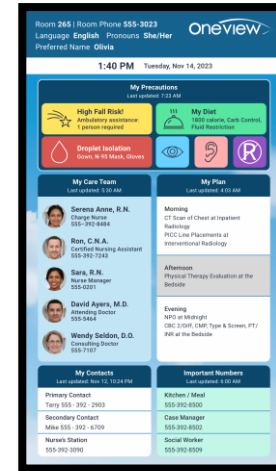 Room 265 | Room Phone 555-3023
Language English Pronouns She/Her
Preferred Name Olivia
oneview
1:40 PM Tuesday, Nov 14, 2023
My Precautions
Last updated: 7:23 AM
High Fall Risk!
Ambulatory assistance:
1 person required
My Diet
1800 calorie, Carb Control,
Fluid Restriction
Droplet Isolation
Gown, N-95 Mask, Gloves
?
R
My Care Team
Last updated: 5:30 AM
Serena Anne, R.N.
Charge Nurse
555-392-8484
Ron, C.N.A.
Certified Nursing Assistant
555-392-7243
Sara, R.N.
Nurse Manager
555-0201
David Ayers, M.D.
Attending Doctor
555-5464
Wendy Seldon, D.O.
Consulting Doctor
555-7107
My Plan
Last updated: 4:03 AM
Morning
CT Scan of Chest at Inpatient
Radiology
PICC Line Placements at
Interventional Radiology
Afternoon
Physical Therapy Evaluation at the
Bedside
Evening
NPO at Midnight
CBC 2/Diff, CMP, Type & Screen, PT/
INR at the Bedside
My Contacts
Last updated: Nov 12, 10:24 PM
Primary Contact
Terry 555 - 392 - 2903
Secondary Contact
Mike 555 - 392 - 6709
Nurse's Station
555-392-3090
Important Numbers
Last updated: 6:00 AM
Kitchen / Meal
555-392-8500
Case Manager
555-392-8502
Social Worker
555-392-8509